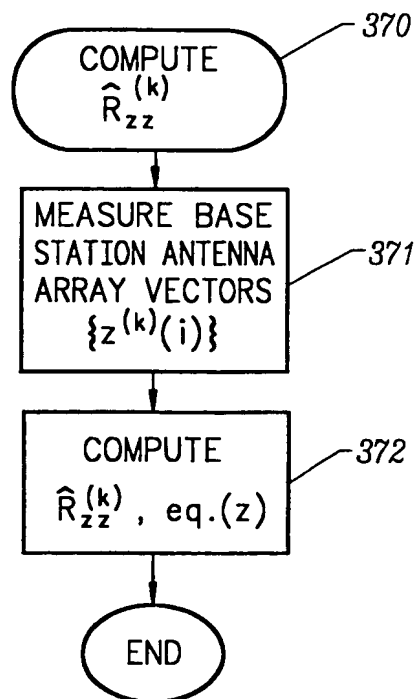 COMPUTE
R̂zz^(k)
370
MEASURE BASE
STATION ANTENNA
ARRAY VECTORS
{z^(k)(i)}
371
COMPUTE
R̂zz^(k), eq.(z)
372
END